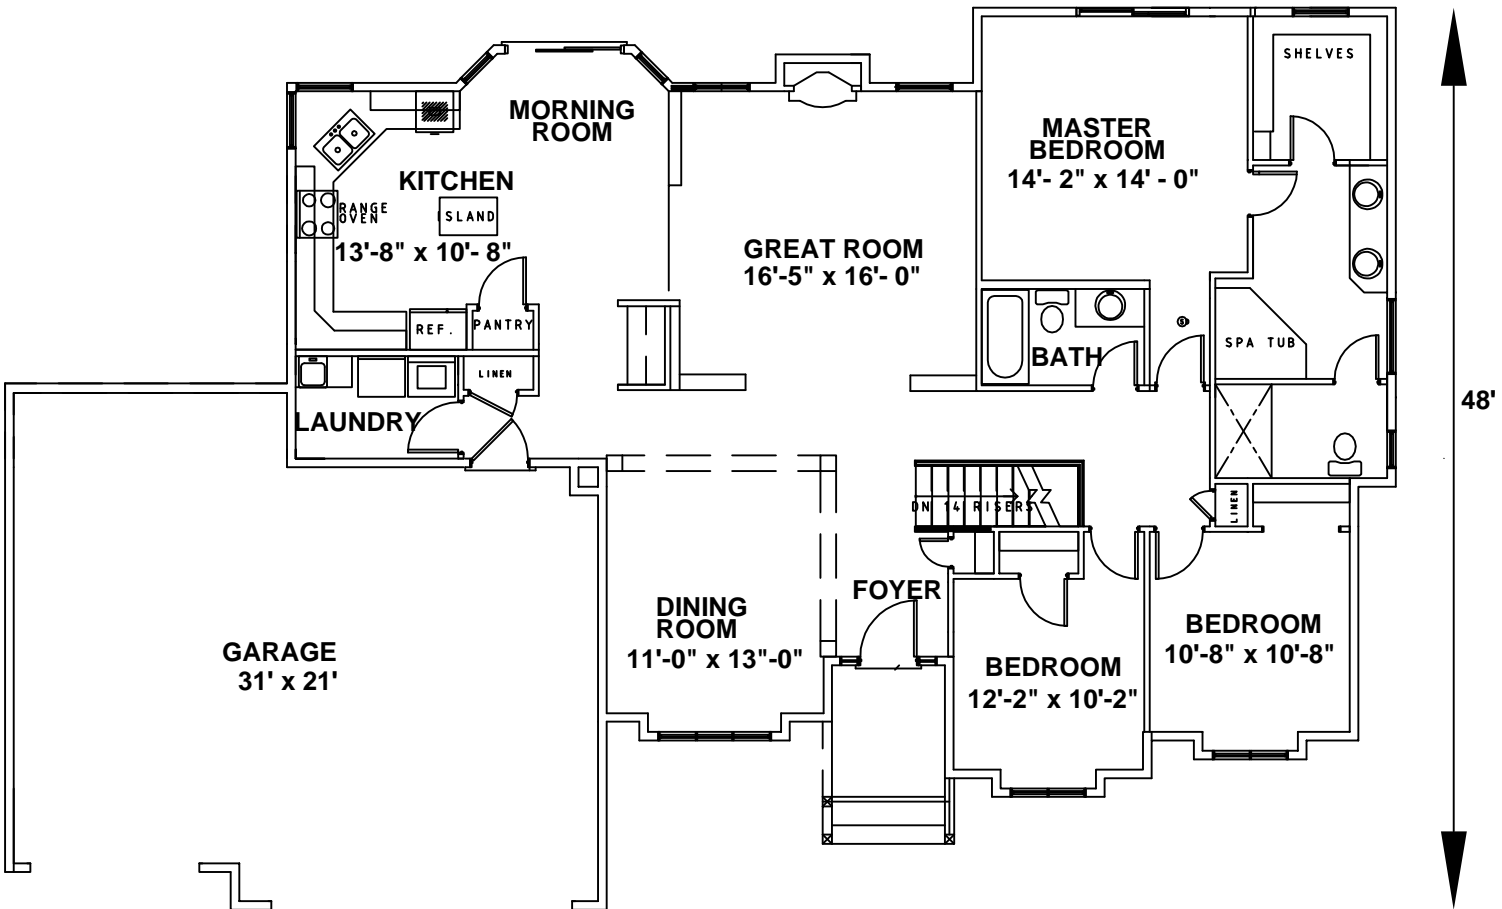 SHELVES
MORNING
ROOM
MASTER
BEDROOM
14'- 2" x 14' - 0"
KITCHEN
RANGE
OVEN
ISLAND
13'-8" x 10'- 8"
GREAT ROOM
16'-5" x 16'- 0"
REF.
PANTRY
S
SPA TUB
BATH
LINEN
48'
LAUNDRY
DN 14 RISERS
LINEN
FOYER
DINING
ROOM
11'-0" x 13"-0"
BEDROOM
10'-8" x 10'-8"
GARAGE
31' x 21'
BEDROOM
12'-2" x 10'-2"